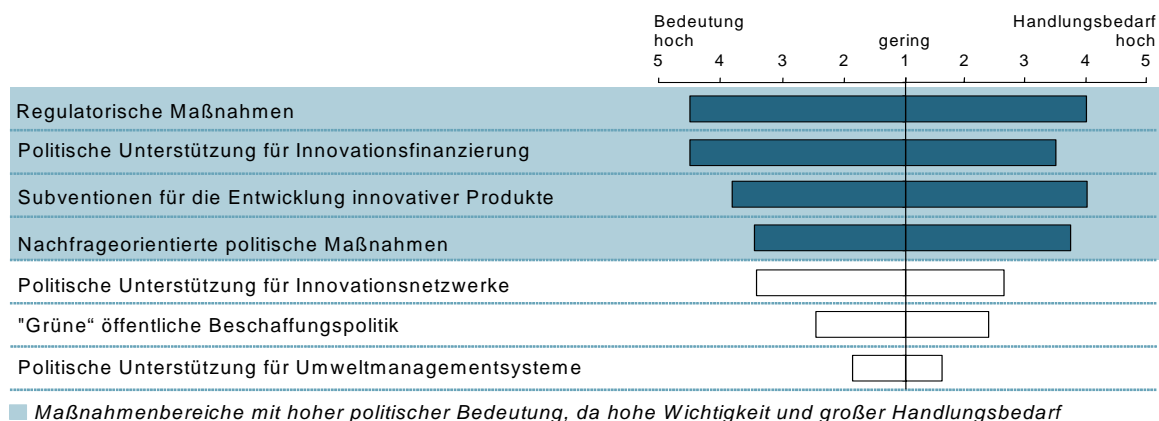 Bedeutung Handlungsbedarf
hoch gering hoch
5 4 3 2 1 2 3 4 5
Regulatorische Maßnahmen
Politische Unterstützung für Innovationsfinanzierung
Subventionen für die Entwicklung innovativer Produkte
Nachfrageorientierte politische Maßnahmen
Politische Unterstützung für Innovationsnetzwerke
"Grüne“ öffentliche Beschaffungspolitik
Politische Unterstützung für Umweltmanagementsysteme
Maßnahmenbereiche mit hoher politischer Bedeutung, da hohe Wichtigkeit und großer Handlungsbedarf